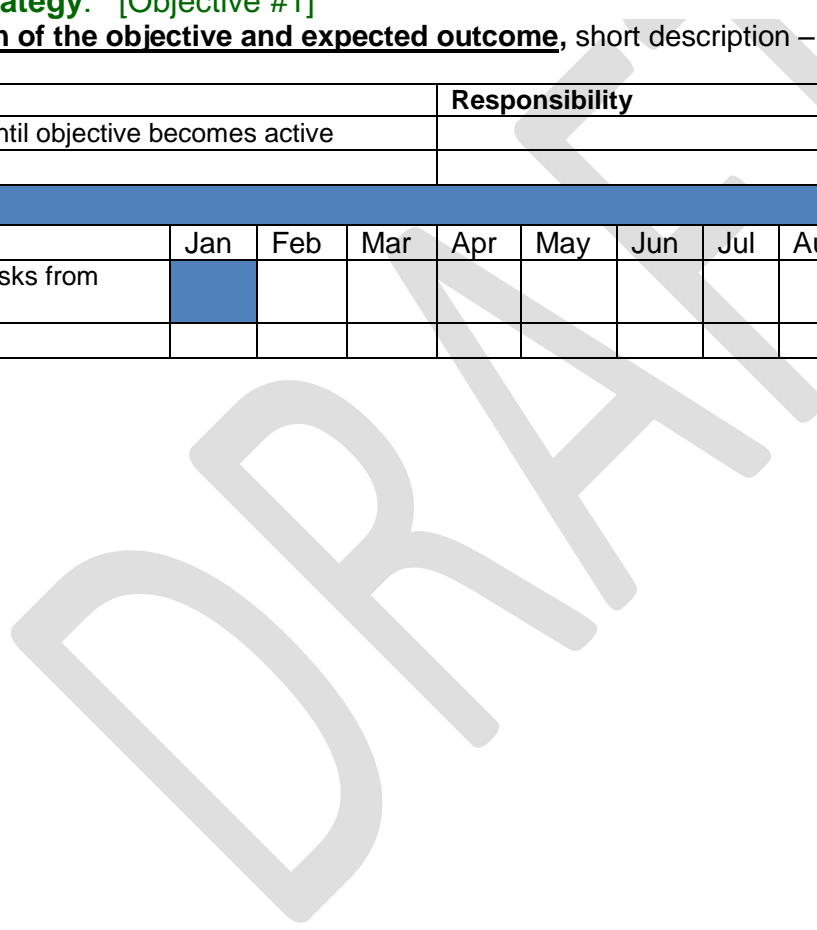 ategy: [Objective #1]
n of the objective and expected outcome, short description –
Responsibility
ntil objective becomes active
Jan Feb Mar Apr May Jun Jul Au
sks from
DRAFT